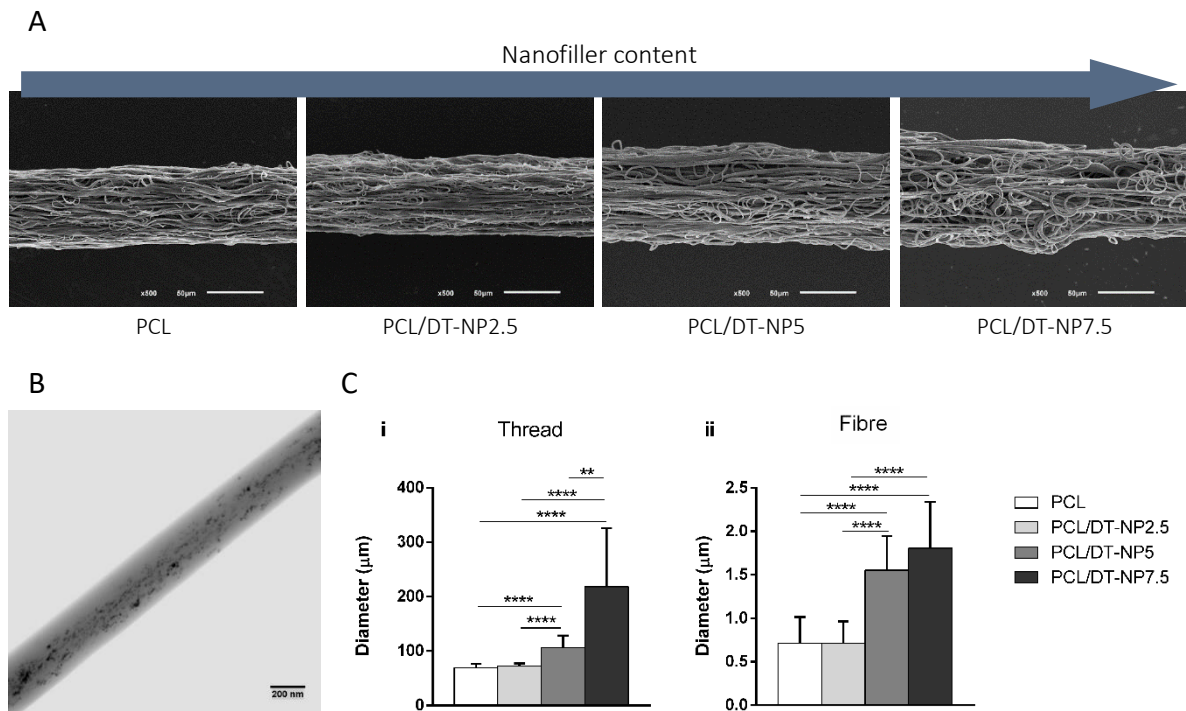 A
Nanofiller content
x500 50µm
x500 50µm
x500 50µm
x500 50µm
PCL
PCL/DT-NP2.5
PCL/DT-NP5
PCL/DT-NP7.5
B
200 nm
C
i
Thread
**
****
****
****
****
Diameter (µm)
400
300
200
100
0
ii
Fibre
****
****
****
****
Diameter (µm)
2.5
2.0
1.5
1.0
0.5
0.0
PCL
PCL/DT-NP2.5
PCL/DT-NP5
PCL/DT-NP7.5